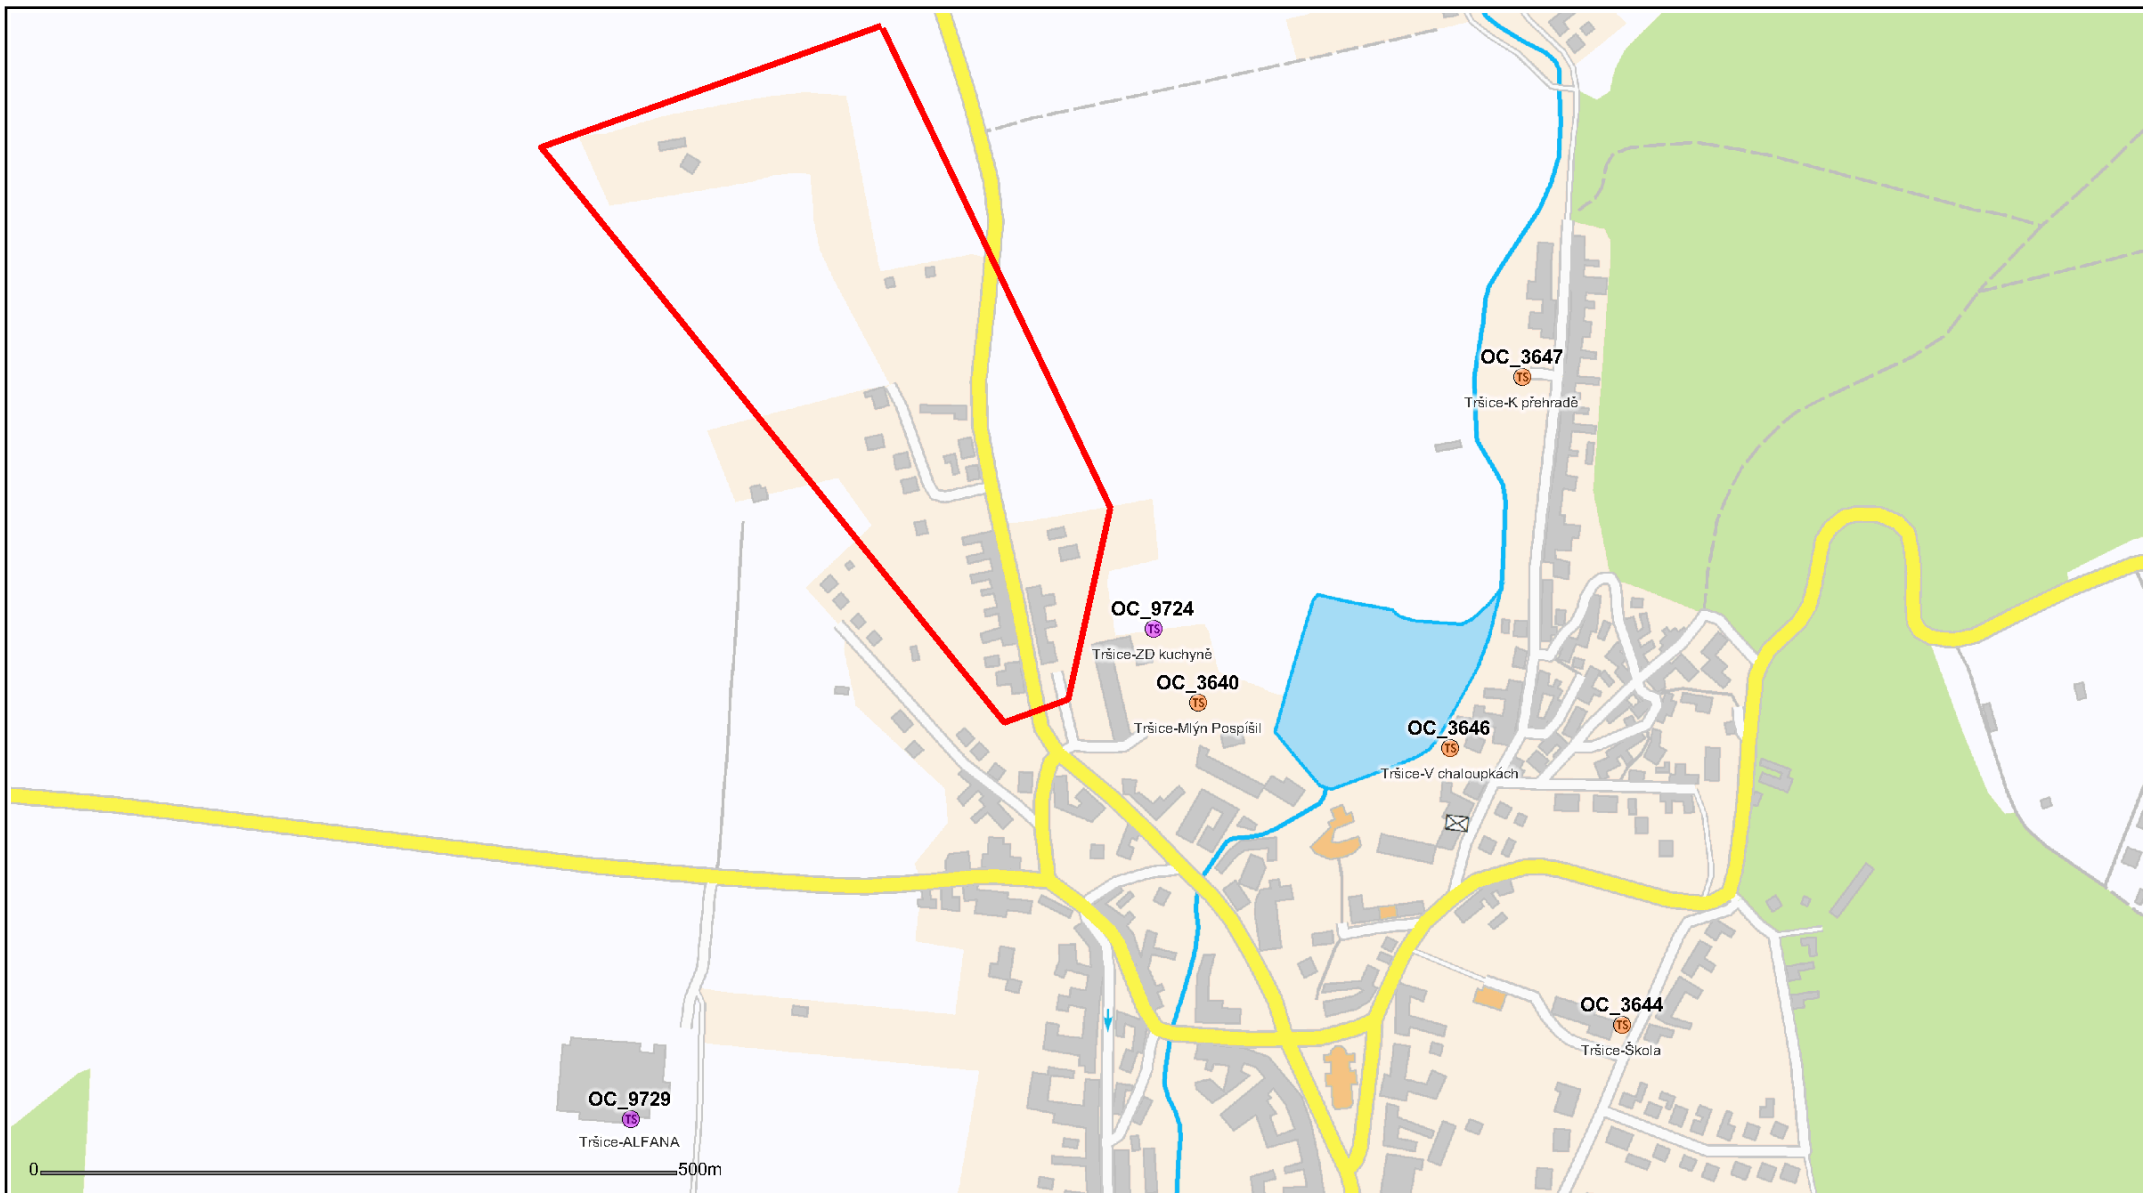 OC_3647
TS
Tršice-K přehradě
OC_9724
TS
Tršice-ZD kuchyně
OC_3640
TS
Tršice-Mlýn Pospíšil
OC_3646
TS
Tršice-V chaloupkách
OC_3644
TS
Tršice-Škola
OC_9729
TS
Tršice-ALFANA
0 500m